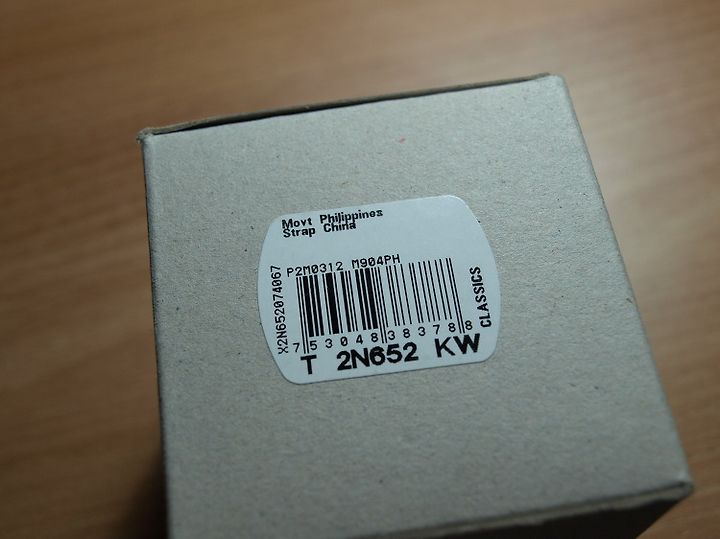 Movt Philippines
Strap China
P2M0312 M904PH
X2N652074067
7 53048 38378 8
CLASSICS
T 2N652 KW